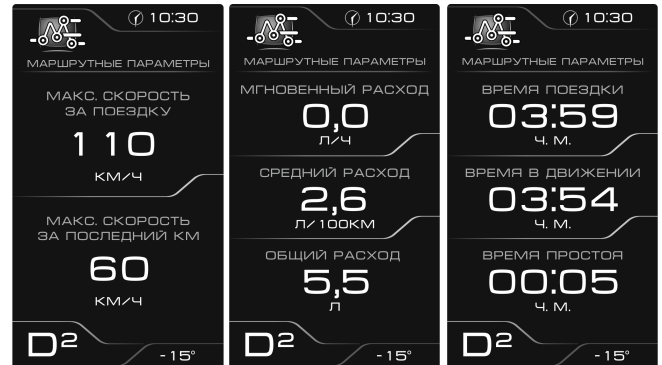 10:30
МАРШРУТНЫЕ ПАРАМЕТРЫ
МАКС. СКОРОСТЬ
ЗА ПОЕЗДКУ
110
КМ/Ч
МАКС. СКОРОСТЬ
ЗА ПОСЛЕДНИЙ КМ
60
КМ/Ч
D²
-15°
10:30
МАРШРУТНЫЕ ПАРАМЕТРЫ
МГНОВЕННЫЙ РАСХОД
0,0
Л/Ч
СРЕДНИЙ РАСХОД
2,6
Л/100КМ
ОБЩИЙ РАСХОД
5,5
Л
D²
-15°
10:30
МАРШРУТНЫЕ ПАРАМЕТРЫ
ВРЕМЯ ПОЕЗДКИ
03:59
Ч. М.
ВРЕМЯ В ДВИЖЕНИИ
03:54
Ч. М.
ВРЕМЯ ПРОСТОЯ
00:05
Ч. М.
D²
-15°